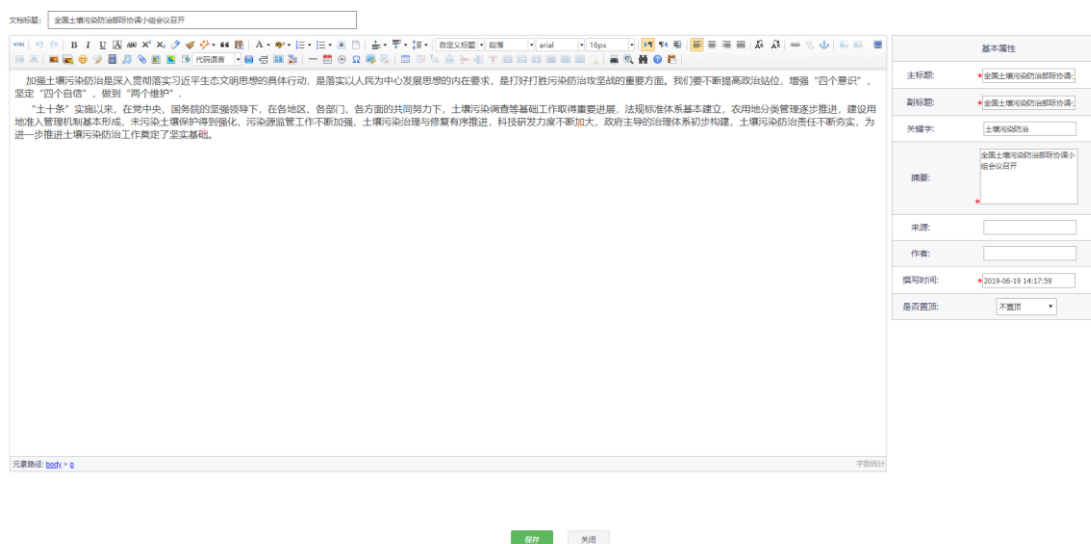 文档标题: 全国土壤污染防治部际协调小组会议召开
HTML B I U A ABC X² X₂ A 自定义标题 段落 arial 16px
代码语言
加强土壤污染防治是深入贯彻落实习近平生态文明思想的具体行动，是落实以人民为中心发展思想的内在要求，是打好打胜污染防治攻坚战的重要方面。我们要不断提高政治站位，增强“四个意识”，
坚定“四个自信”，做到“两个维护”.
“土十条”实施以来，在党中央、国务院的坚强领导下，在各地区、各部门、各方面的共同努力下，土壤污染调查等基础工作取得重要进展，法规标准体系基本建立，农用地分类管理逐步推进，建设用
地准入管理机制基本形成，未污染土壤保护得到强化，污染源监管工作不断加强，土壤污染治理与修复有序推进，科技研发力度不断加大，政府主导的治理体系初步构建，土壤污染防治责任不断夯实，为
进一步推进土壤污染防治工作奠定了坚实基础。
元素路径: body > p
字数统计
基本属性
主标题: *全国土壤污染防治部际协调小
副标题: *全国土壤污染防治部际协调小
关键字: 土壤污染防治
摘要: 全国土壤污染防治部际协调小
组会议召开
*
来源:
作者:
撰写时间: *2019-06-19 14:17:59
是否置顶: 不置顶
保存 关闭